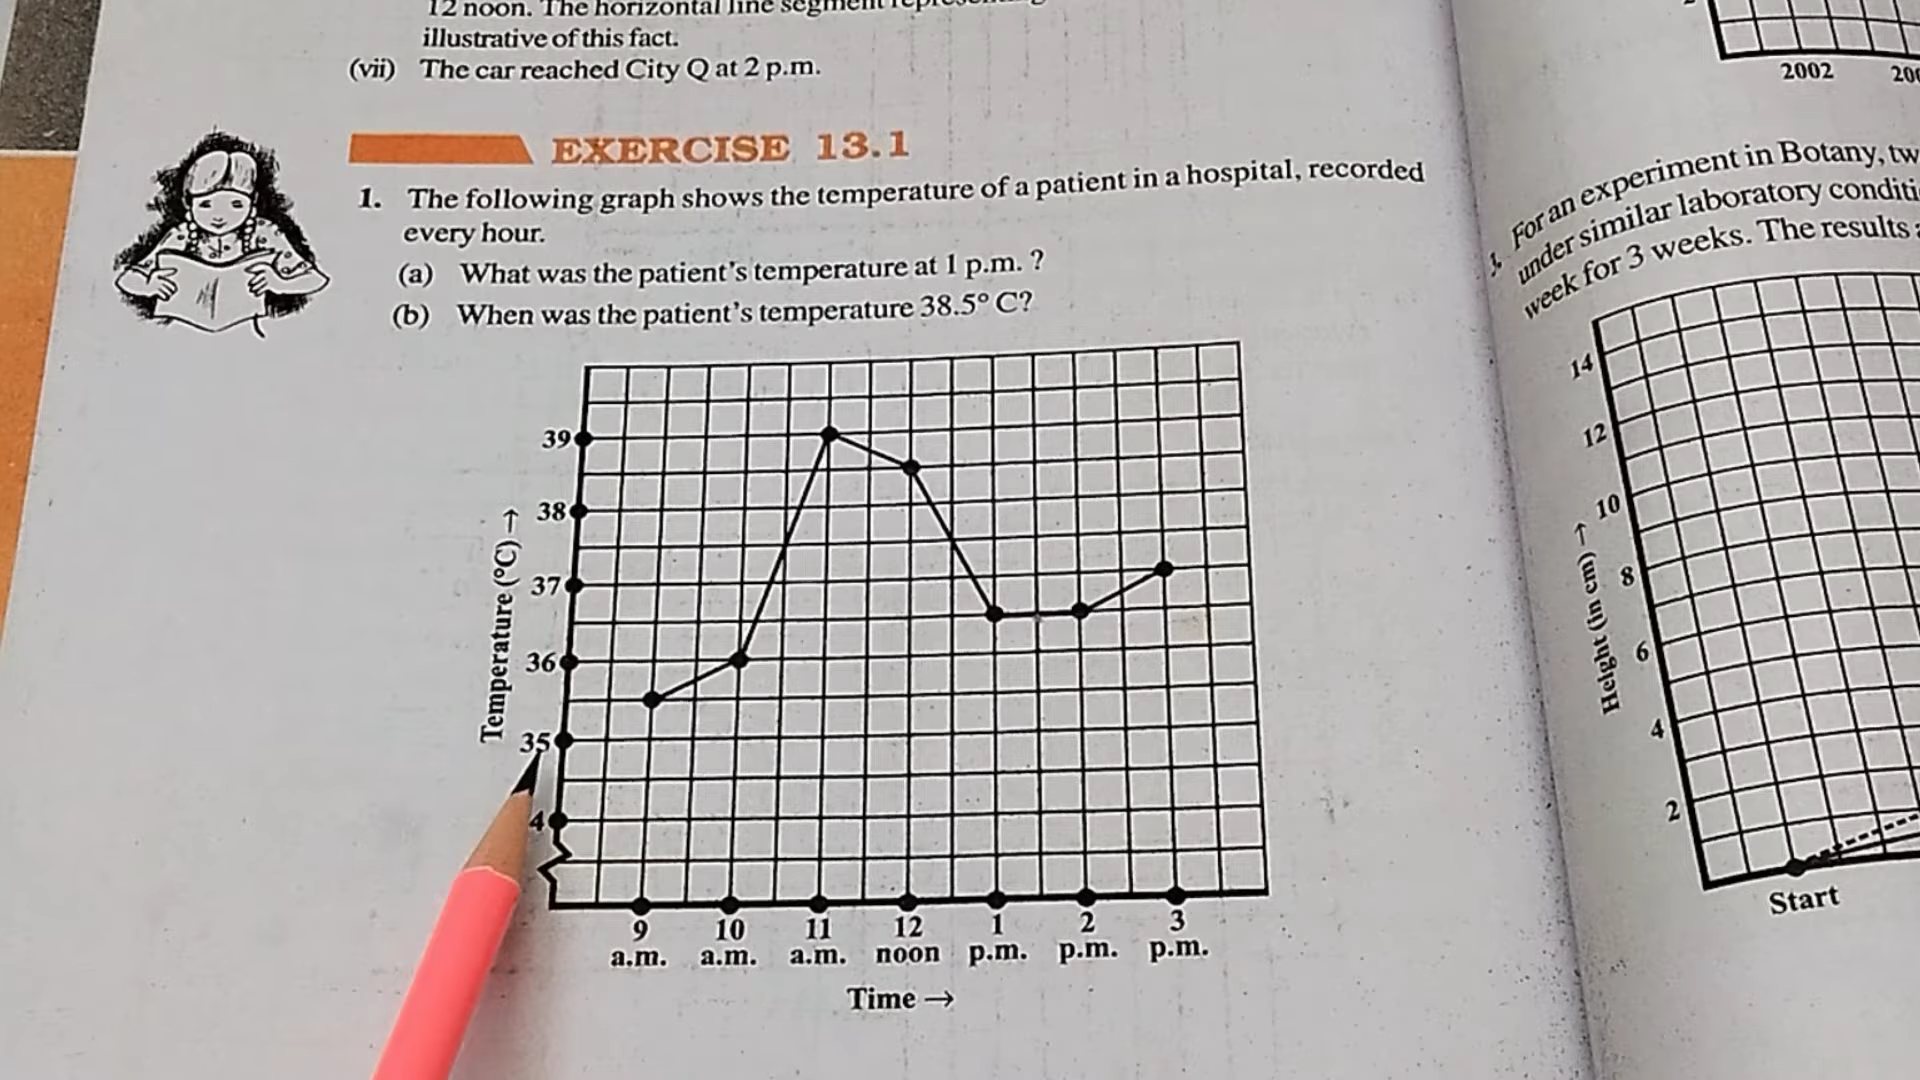 12 noon. The horizontal line segment
illustrative of this fact.
(vii) The car reached City Q at 2 p.m.
EXERCISE 13.1
1. The following graph shows the temperature of a patient in a hospital, recorded
every hour.
(a) What was the patient's temperature at 1 p.m. ?
(b) When was the patient's temperature 38.5° C?
39
38
37
36
35
4
Temperature (°C) →
9 10 11 12 1 2 3
a.m. a.m. a.m. noon p.m. p.m. p.m.
Time →
2002
For an experiment in Botany,
under similar laboratory
week for 3 weeks. The results
14
12
10
8
6
4
2
Height (in cm) →
Start